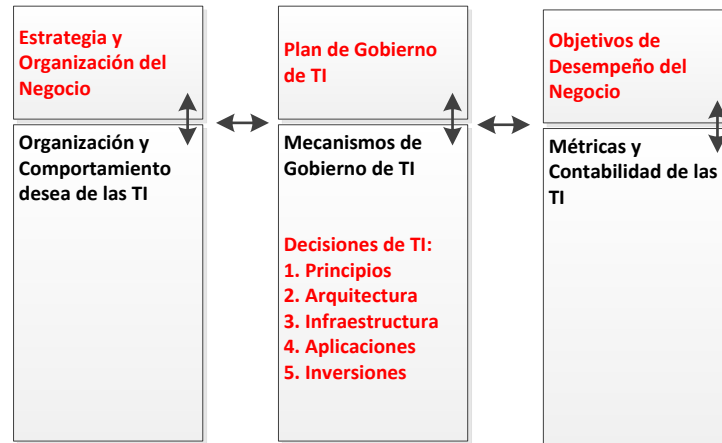 Estrategia y
Organización del
Negocio
Organización y
Comportamiento
desea de las TI
Plan de Gobierno
de TI
Mecanismos de
Gobierno de TI
Decisiones de TI:
1. Principios
2. Arquitectura
3. Infraestructura
4. Aplicaciones
5. Inversiones
Objetivos de
Desempeño del
Negocio
Métricas y
Contabilidad de las
TI